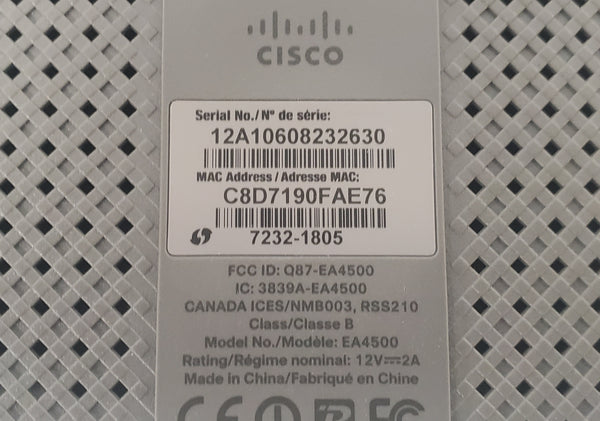 CISCO
Serial No./N° de série:
12A10608232630
MAC Address / Adresse MAC:
C8D7190FAE76
7232-1805
FCC ID: Q87-EA4500
IC: 3839A-EA4500
CANADA ICES/NMB003, RSS210
Class/Classe B
Model No./Modèle: EA4500
Rating/Régime nominal: 12V⎓2A
Made in China/Fabriqué en Chine
CE FC